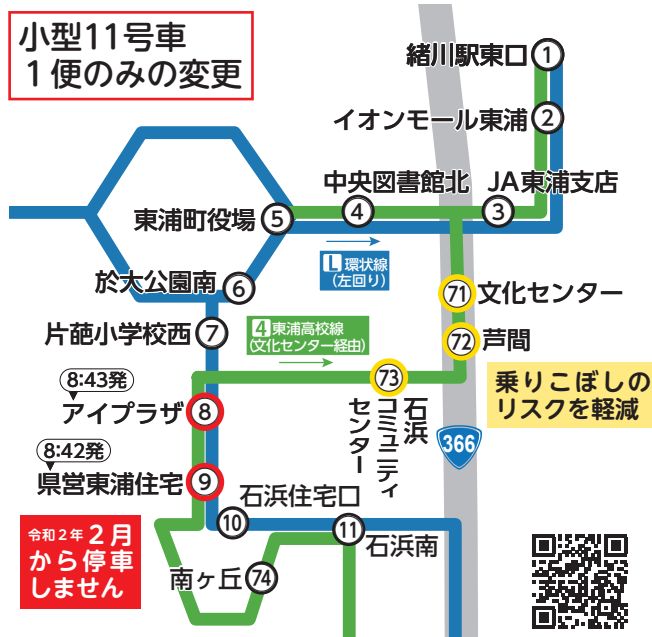 小型11号車
1便のみの変更
緒川駅東口 1
イオンモール東浦 2
中央図書館北 4
JA東浦支店 3
東浦町役場 5
L 環状線
(左回り)
於大公園南 6
71 文化センター
片葩小学校西 7
4 東浦高校線
(文化センター経由)
72 芦間
73
石浜
コミュニティ
センター
乗りこぼしの
リスクを軽減
8:43発
アイプラザ 8
366
8:42発
県営東浦住宅 9
石浜住宅口
10
11
石浜南
令和2年2月
から停車
しません
南ヶ丘 74